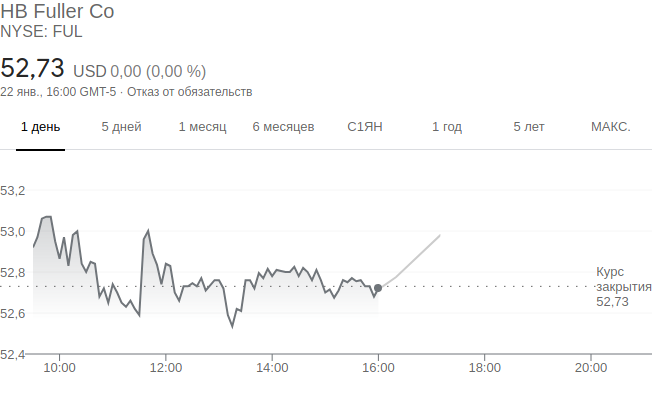 HB Fuller Co
NYSE: FUL
52,73 USD 0,00 (0,00 %)
22 янв., 16:00 GMT-5 · Отказ от обязательств
1 день 5 дней 1 месяц 6 месяцев С1ЯН 1 год 5 лет МАКС.
53,2
53,0
52,8
Курс
закрытия
52,73
52,6
52,4
10:00 12:00 14:00 16:00 18:00 20:00